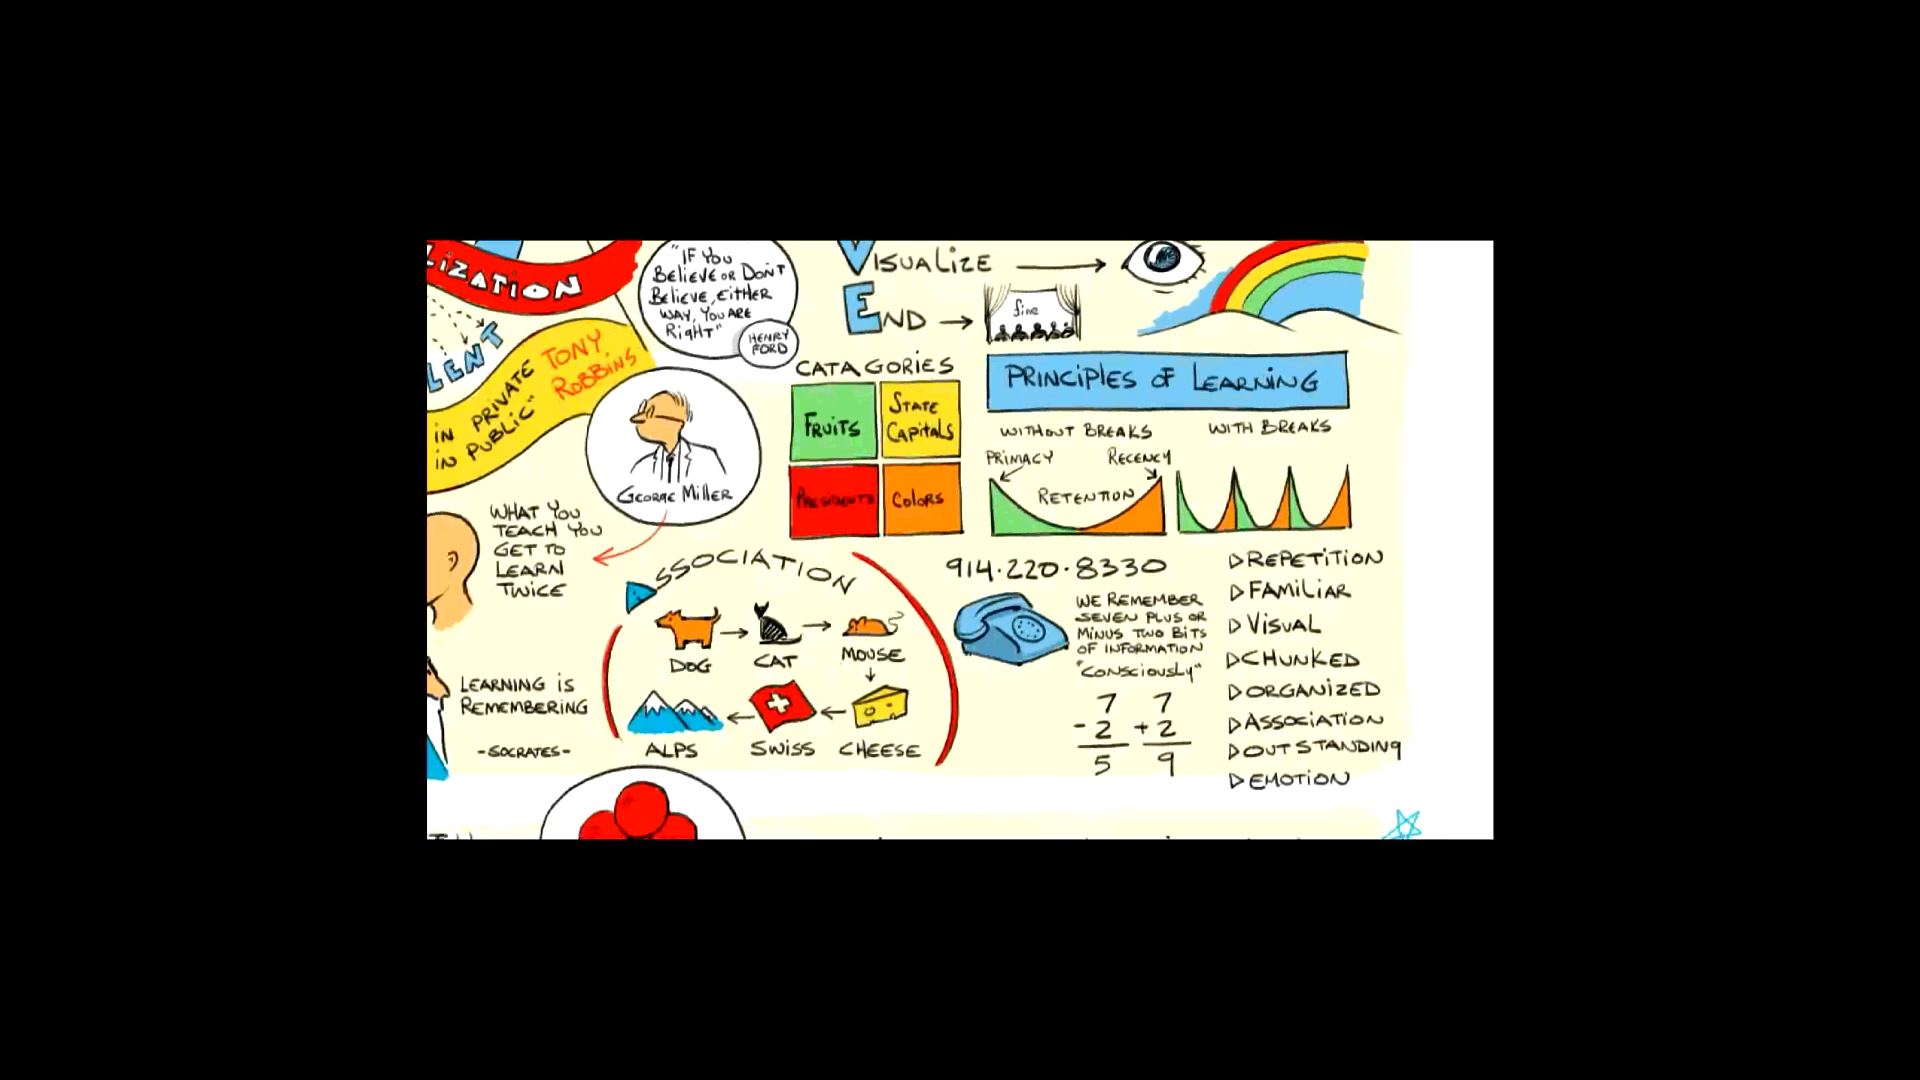 LIZATION
LENT
IN PRIVATE
IN PUBLIC"
TONY
ROBBINS
"IF YOU
BELIEVE OR DON'T
BELIEVE, EITHER
WAY, YOU ARE
RIGHT"
HENRY
FORD
VISUALIZE
END
fine
CATAGORIES
FRUITS
STATE
CAPITALS
PRESIDENTS
COLORS
PRINCIPLES OF LEARNING
WITHOUT BREAKS
WITH BREAKS
PRIMACY
RECENCY
RETENTION
GEORGE MILLER
WHAT YOU
TEACH YOU
GET TO
LEARN
TWICE
LEARNING IS
REMEMBERING
-SOCRATES-
ASSOCIATION
DOG
CAT
MOUSE
ALPS
SWISS
CHEESE
914·220·8330
WE REMEMBER
SEVEN PLUS OR
MINUS TWO BITS
OF INFORMATION
"CONSCIOUSLY"
7 7
-2 +2
5 9
REPETITION
FAMILIAR
VISUAL
CHUNKED
ORGANIZED
ASSOCIATION
OUTSTANDING
EMOTION